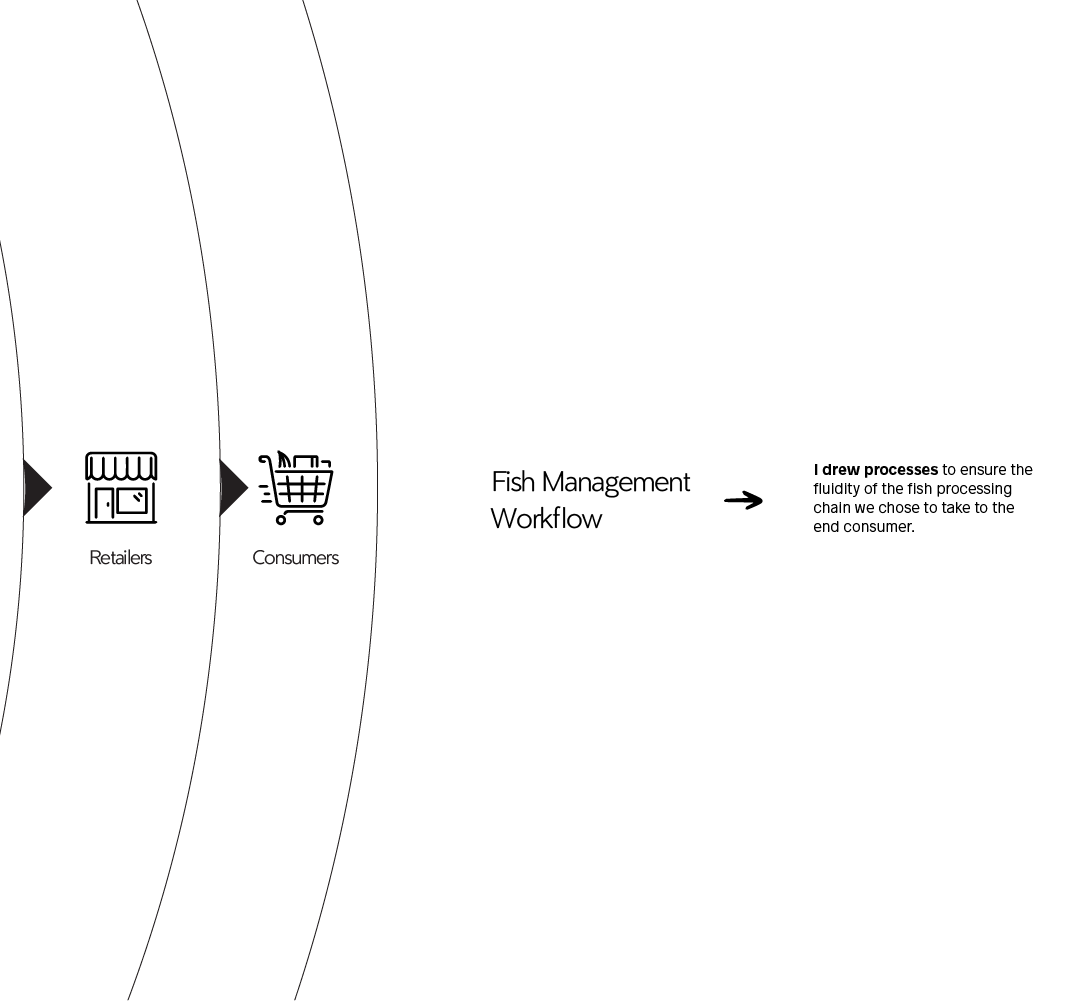 Retailers
Consumers
Fish Management
Workflow
I drew processes to ensure the
fluidity of the fish processing
chain we chose to take to the
end consumer.